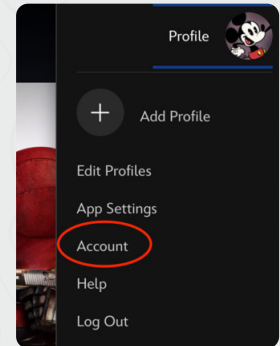 Profile
Add Profile
Edit Profiles
App Settings
Account
Help
Log Out